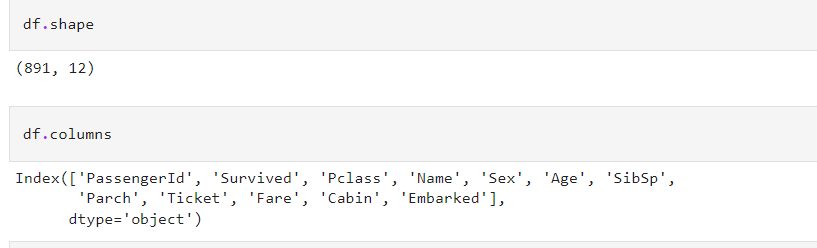 df.shape
(891, 12)
df.columns
Index(['PassengerId', 'Survived', 'Pclass', 'Name', 'Sex', 'Age', 'SibSp',
       'Parch', 'Ticket', 'Fare', 'Cabin', 'Embarked'],
      dtype='object')